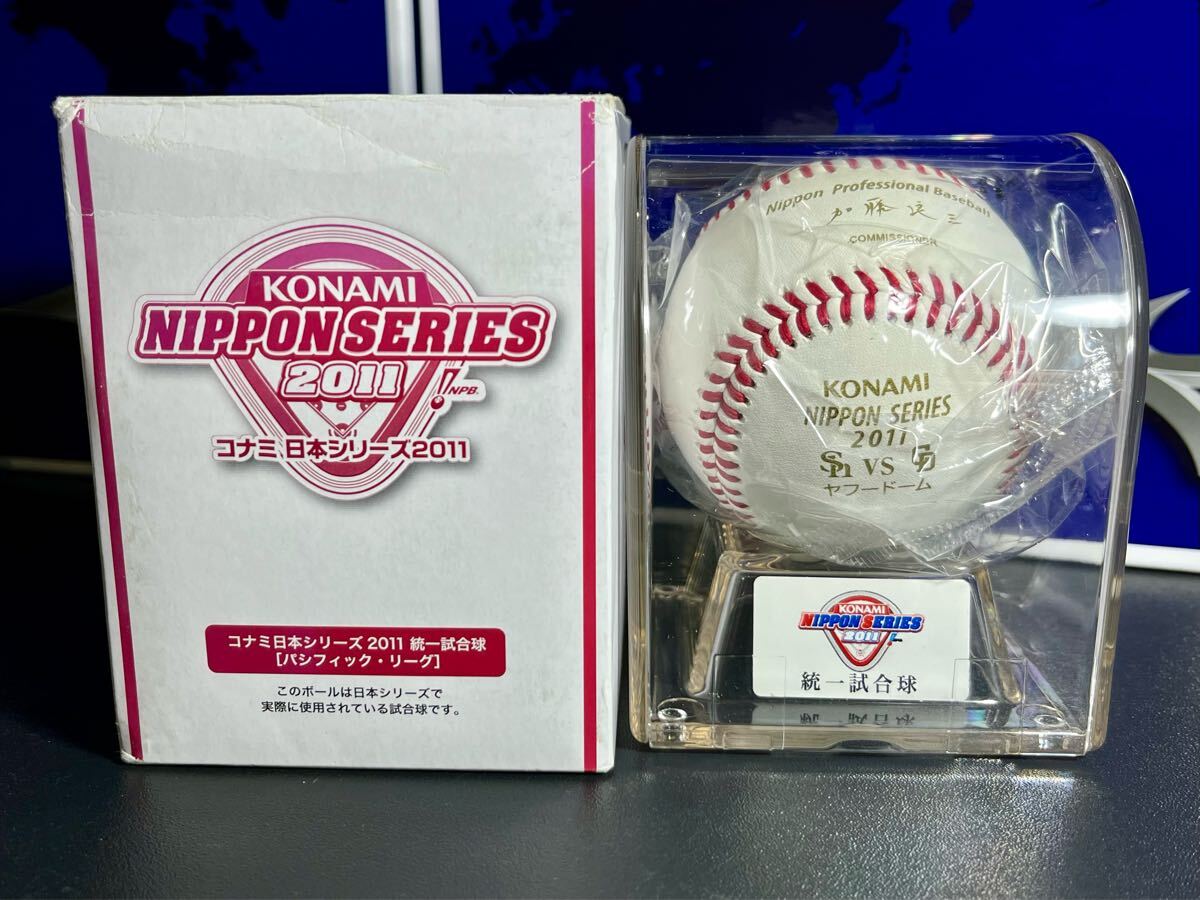 KONAMI
NIPPON SERIES
2011
NPB.
コナミ 日本シリーズ2011
コナミ日本シリーズ 2011 統一試合球
[パシフィック・リーグ]
このボールは日本シリーズで
実際に使用されている試合球です。
Nippon Professional Baseball
加藤良三
COMMISSIONER
KONAMI
NIPPON SERIES
2011
SH VS CD
ヤフードーム
KONAMI
NIPPON SERIES
2011
統一試合球